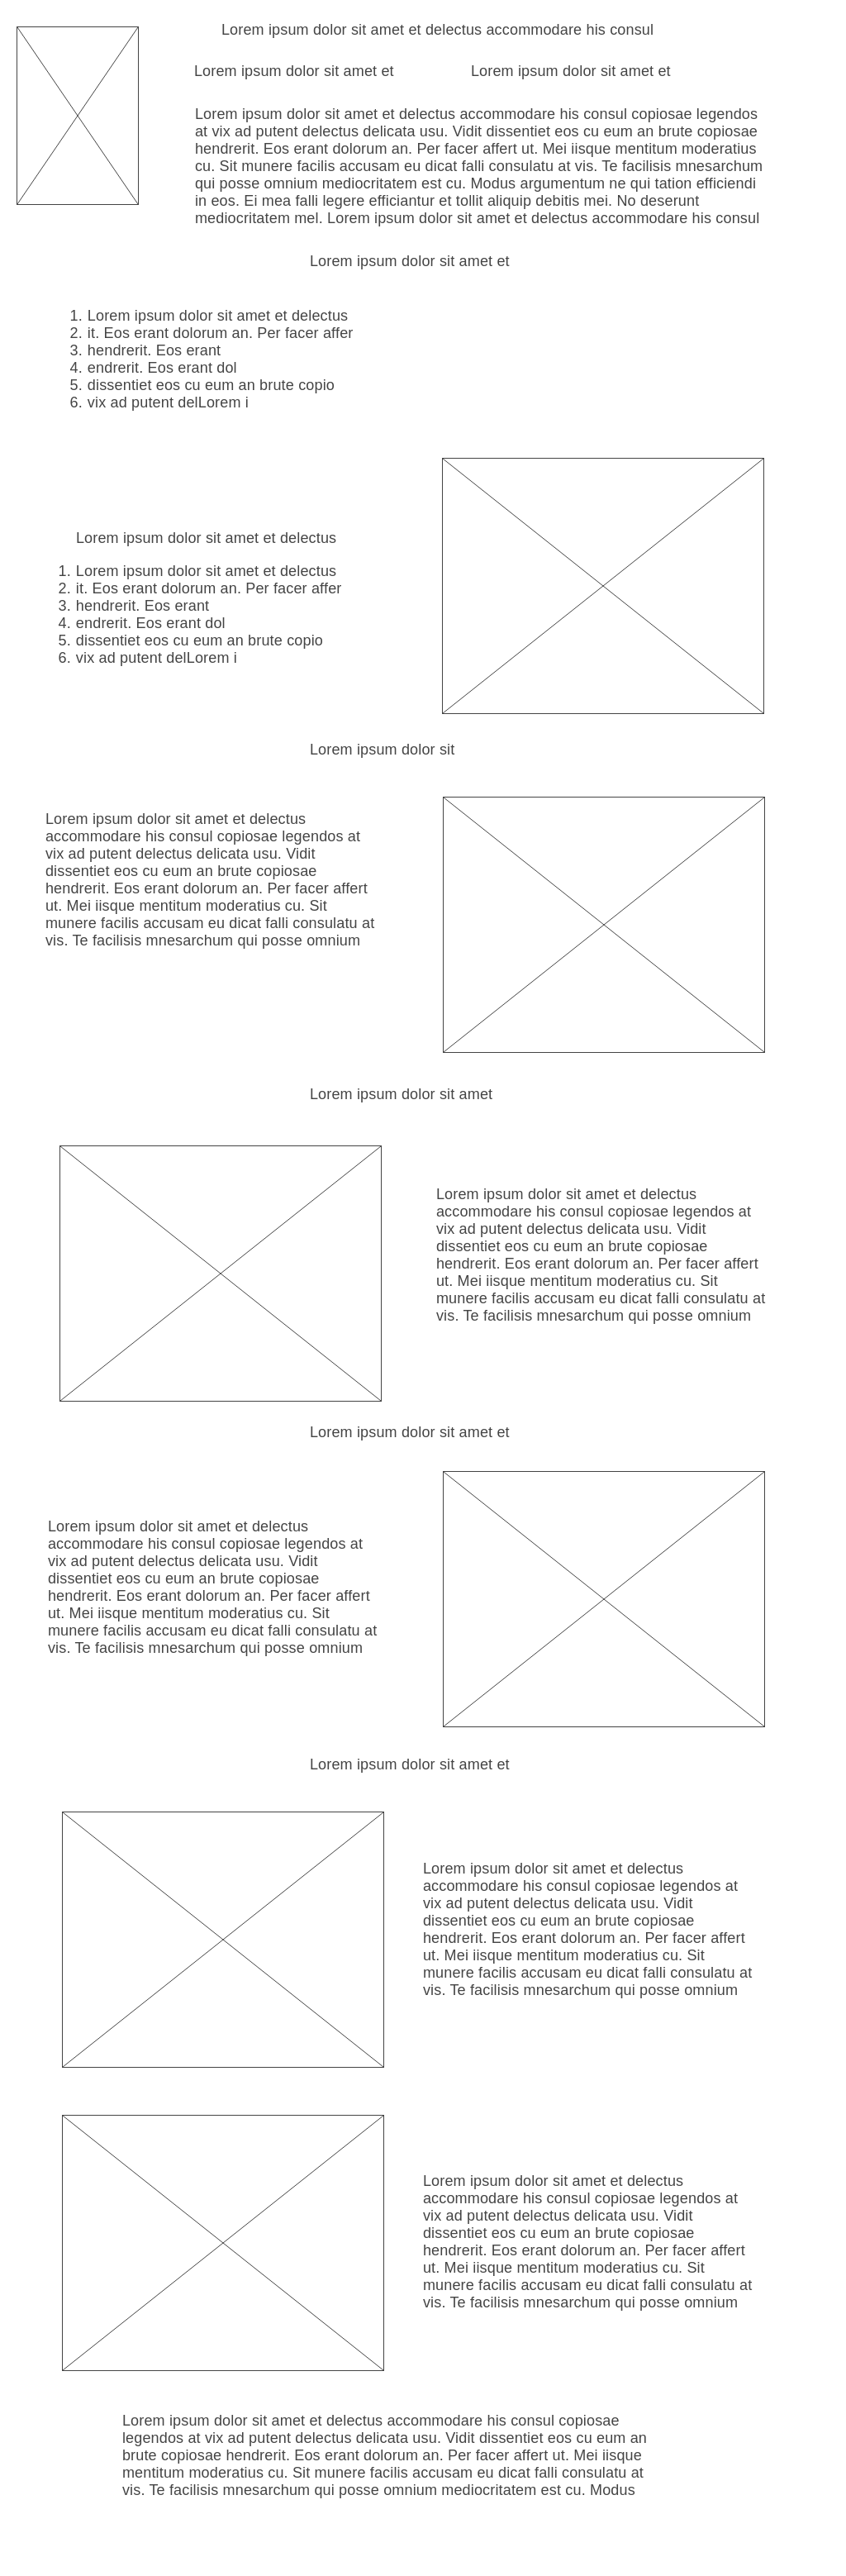 Lorem ipsum dolor sit amet et delectus accommodare his consul
Lorem ipsum dolor sit amet et
Lorem ipsum dolor sit amet et
Lorem ipsum dolor sit amet et delectus accommodare his consul copiosae legendos
at vix ad putent delectus delicata usu. Vidit dissentiet eos cu eum an brute copiosae
hendrerit. Eos erant dolorum an. Per facer affert ut. Mei iisque mentitum moderatius
cu. Sit munere facilis accusam eu dicat falli consulatu at vis. Te facilisis mnesarchum
qui posse omnium mediocritatem est cu. Modus argumentum ne qui tation efficiendi
in eos. Ei mea falli legere efficiantur et tollit aliquip debitis mei. No deserunt
mediocritatem mel. Lorem ipsum dolor sit amet et delectus accommodare his consul
Lorem ipsum dolor sit amet et
1. Lorem ipsum dolor sit amet et delectus
2. it. Eos erant dolorum an. Per facer affer
3. hendrerit. Eos erant
4. endrerit. Eos erant dol
5. dissentiet eos cu eum an brute copio
6. vix ad putent delLorem i
Lorem ipsum dolor sit amet et delectus
1. Lorem ipsum dolor sit amet et delectus
2. it. Eos erant dolorum an. Per facer affer
3. hendrerit. Eos erant
4. endrerit. Eos erant dol
5. dissentiet eos cu eum an brute copio
6. vix ad putent delLorem i
Lorem ipsum dolor sit
Lorem ipsum dolor sit amet et delectus
accommodare his consul copiosae legendos at
vix ad putent delectus delicata usu. Vidit
dissentiet eos cu eum an brute copiosae
hendrerit. Eos erant dolorum an. Per facer affert
ut. Mei iisque mentitum moderatius cu. Sit
munere facilis accusam eu dicat falli consulatu at
vis. Te facilisis mnesarchum qui posse omnium
Lorem ipsum dolor sit amet
Lorem ipsum dolor sit amet et delectus
accommodare his consul copiosae legendos at
vix ad putent delectus delicata usu. Vidit
dissentiet eos cu eum an brute copiosae
hendrerit. Eos erant dolorum an. Per facer affert
ut. Mei iisque mentitum moderatius cu. Sit
munere facilis accusam eu dicat falli consulatu at
vis. Te facilisis mnesarchum qui posse omnium
Lorem ipsum dolor sit amet et
Lorem ipsum dolor sit amet et delectus
accommodare his consul copiosae legendos at
vix ad putent delectus delicata usu. Vidit
dissentiet eos cu eum an brute copiosae
hendrerit. Eos erant dolorum an. Per facer affert
ut. Mei iisque mentitum moderatius cu. Sit
munere facilis accusam eu dicat falli consulatu at
vis. Te facilisis mnesarchum qui posse omnium
Lorem ipsum dolor sit amet et
Lorem ipsum dolor sit amet et delectus
accommodare his consul copiosae legendos at
vix ad putent delectus delicata usu. Vidit
dissentiet eos cu eum an brute copiosae
hendrerit. Eos erant dolorum an. Per facer affert
ut. Mei iisque mentitum moderatius cu. Sit
munere facilis accusam eu dicat falli consulatu at
vis. Te facilisis mnesarchum qui posse omnium
Lorem ipsum dolor sit amet et delectus
accommodare his consul copiosae legendos at
vix ad putent delectus delicata usu. Vidit
dissentiet eos cu eum an brute copiosae
hendrerit. Eos erant dolorum an. Per facer affert
ut. Mei iisque mentitum moderatius cu. Sit
munere facilis accusam eu dicat falli consulatu at
vis. Te facilisis mnesarchum qui posse omnium
Lorem ipsum dolor sit amet et delectus accommodare his consul copiosae
legendos at vix ad putent delectus delicata usu. Vidit dissentiet eos cu eum an
brute copiosae hendrerit. Eos erant dolorum an. Per facer affert ut. Mei iisque
mentitum moderatius cu. Sit munere facilis accusam eu dicat falli consulatu at
vis. Te facilisis mnesarchum qui posse omnium mediocritatem est cu. Modus